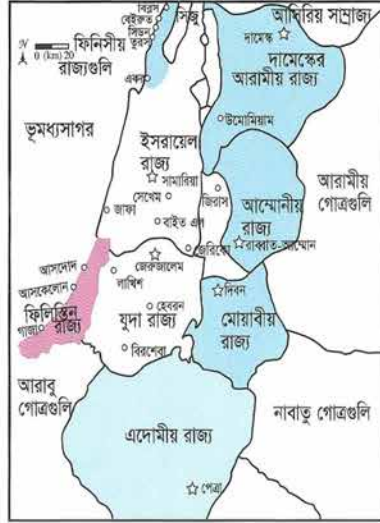 বিরুস
বেইরুত
সিডন
তুরস
ফিনিসীয়
রাজ্যগুলি
N
0 (km) 20
একর
আসিরিয় সাম্রাজ্য
দামেস্ক
দামেস্কের
আরামীয় রাজ্য
উমোমিয়াম
ভূমধ্যসাগর
ইসরায়েল
রাজ্য
সামারিয়া
সেখেম
জিরাস
আরামীয়
গোত্রগুলি
আম্মোনীয়
রাজ্য
রাব্বাত-আম্মোন
জাফা
বাইত এল
জেরিকো
জেরুজালেম
আসদোদ
লাখিশ
আসকেলোন
দিবন
ফিলিস্তিন
রাজ্য
গাজা
হেবরন
যুদা রাজ্য
মোয়াবীয়
রাজ্য
বিরশেবা
আরাবু
গোত্রগুলি
নাবাতু গোত্রগুলি
এদোমীয় রাজ্য
পেত্রা